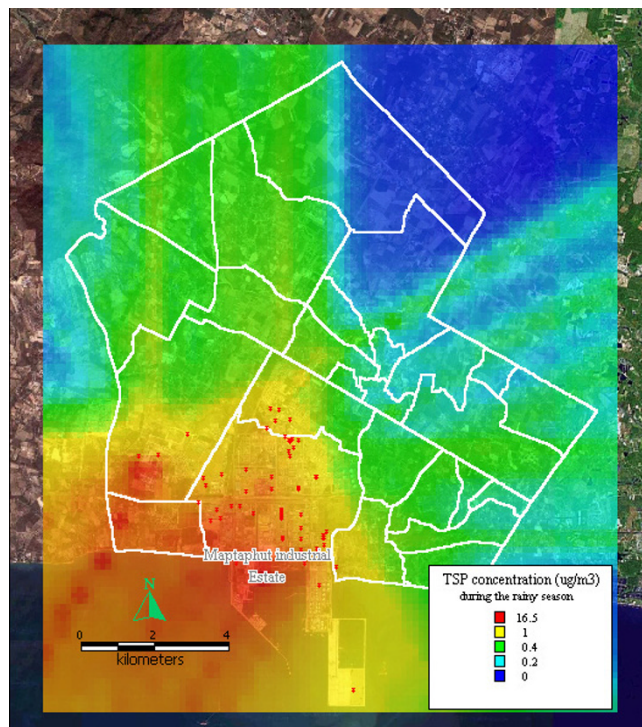 Maptaphut industrial
Estate
N
0 2 4
kilometers
TSP concentration (ug/m3)
during the rainy season
16.5
1
0.4
0.2
0